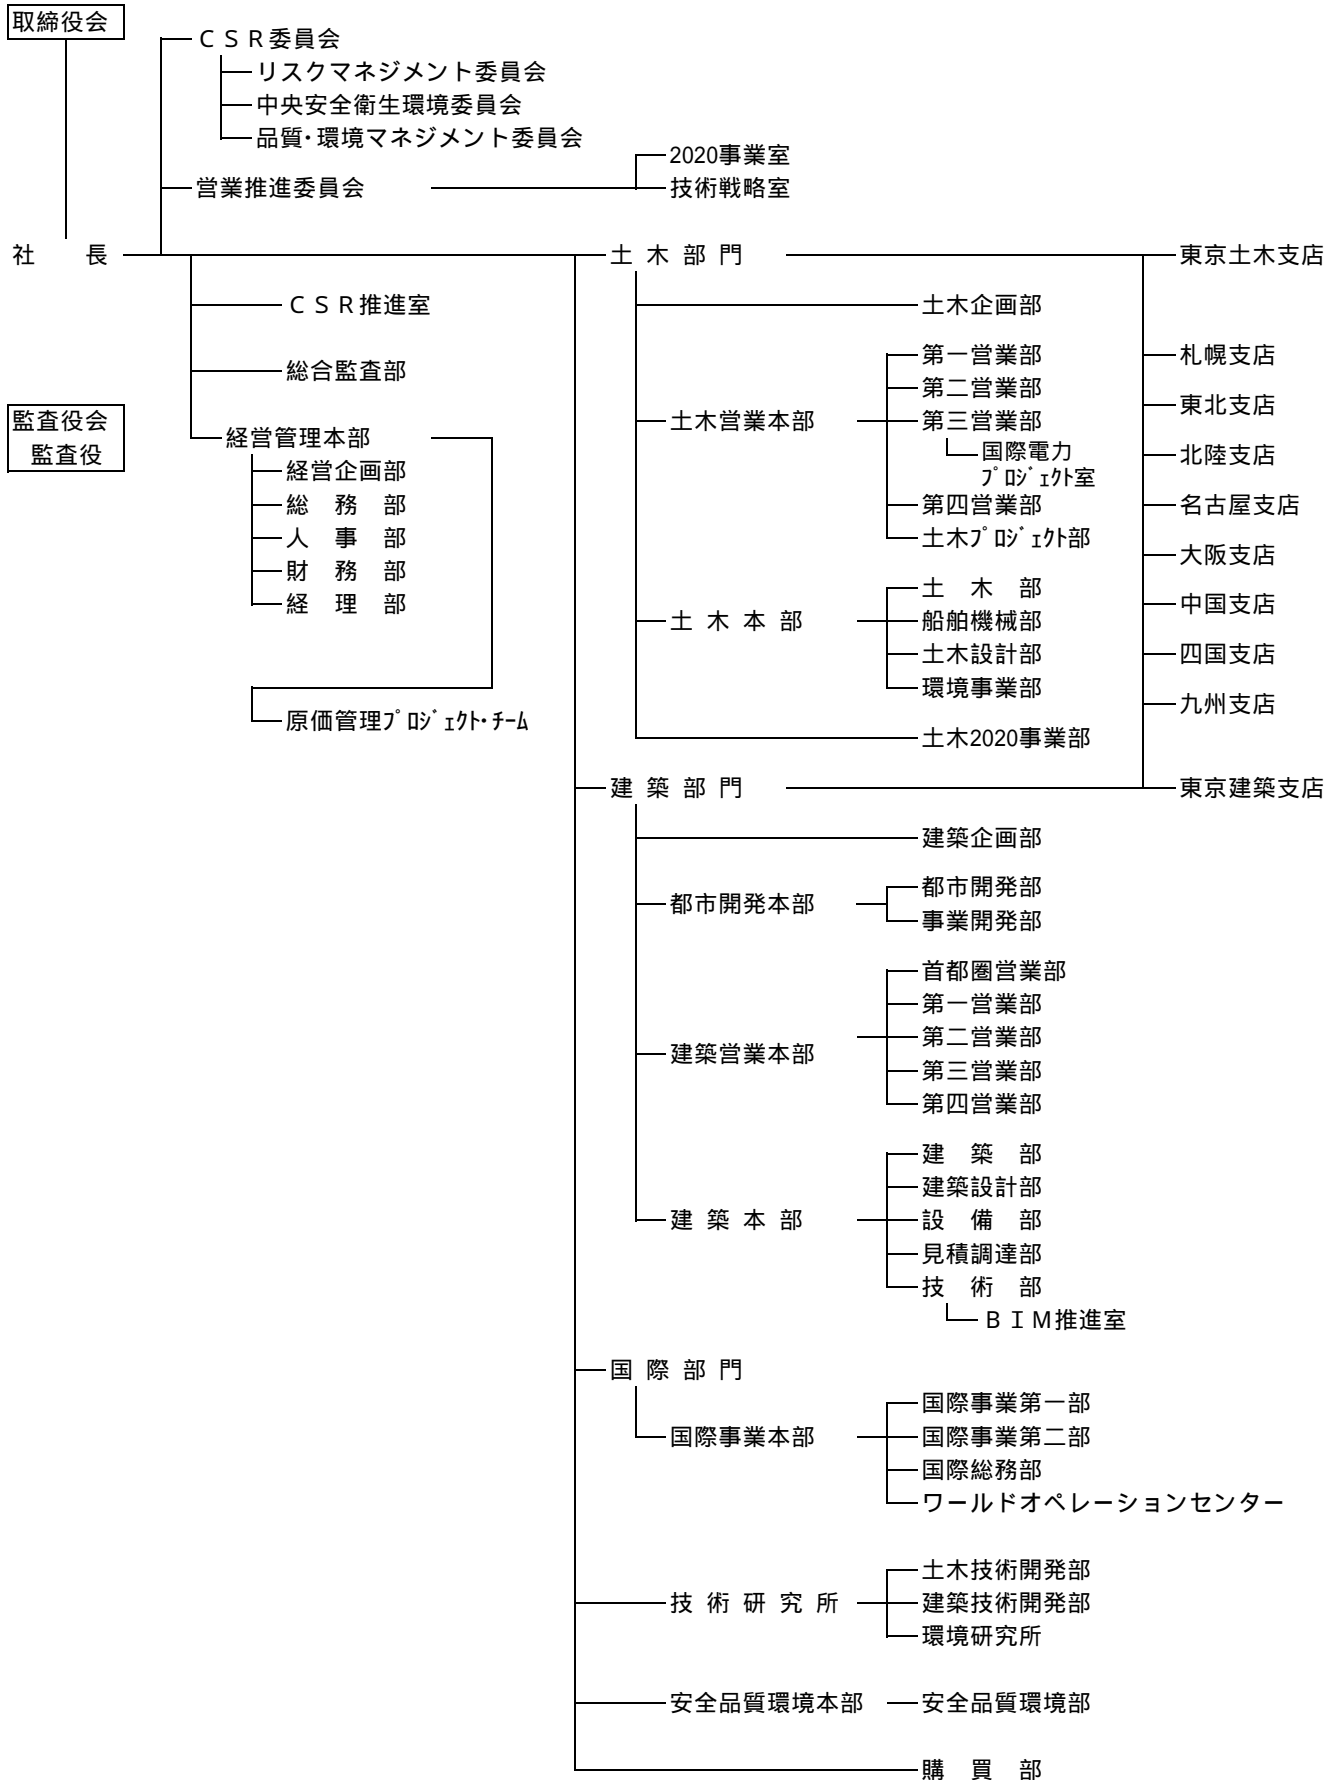 取締役会
ＣＳＲ委員会
リスクマネジメント委員会
中央安全衛生環境委員会
品質･環境マネジメント委員会
2020事業室
営業推進委員会
技術戦略室
社　　長
土 木 部 門
東京土木支店
ＣＳＲ推進室
土木企画部
第一営業部
札幌支店
総合監査部
第二営業部
東北支店
監査役会
監査役
土木営業本部
第三営業部
経営管理本部
国際電力
ﾌﾟﾛｼﾞｪｸﾄ室
北陸支店
経営企画部
総　務　部
第四営業部
名古屋支店
人　事　部
土木ﾌﾟﾛｼﾞｪｸﾄ部
大阪支店
財　務　部
土　木　部
経　理　部
中国支店
土 木 本 部
船舶機械部
土木設計部
四国支店
環境事業部
九州支店
原価管理ﾌﾟﾛｼﾞｪｸﾄ･ﾁｰﾑ
土木2020事業部
建 築 部 門
東京建築支店
建築企画部
都市開発本部
都市開発部
事業開発部
首都圏営業部
第一営業部
第二営業部
建築営業本部
第三営業部
第四営業部
建　築　部
建築設計部
建 築 本 部
設　備　部
見積調達部
技　術　部
ＢＩＭ推進室
国 際 部 門
国際事業第一部
国際事業本部
国際事業第二部
国際総務部
ワールドオペレーションセンター
土木技術開発部
技 術 研 究 所
建築技術開発部
環境研究所
安全品質環境本部
安全品質環境部
購　買　部